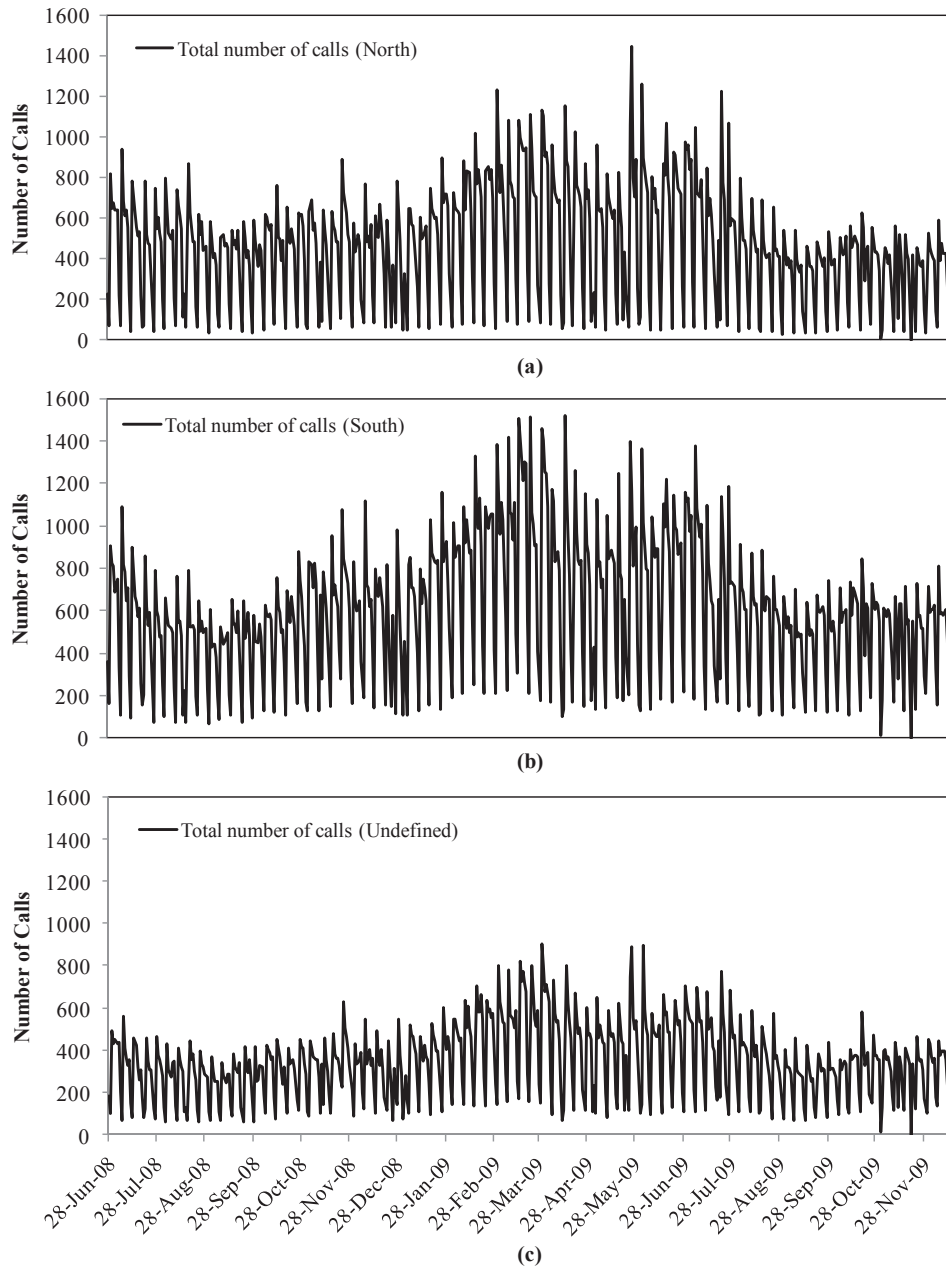 1600
1400
1200
1000
800
600
400
200
0
Number of Calls
Total number of calls (North)
(a)
1600
1400
1200
1000
800
600
400
200
0
Number of Calls
Total number of calls (South)
(b)
1600
1400
1200
1000
800
600
400
200
0
Number of Calls
Total number of calls (Undefined)
28-Jun-08
28-Jul-08
28-Aug-08
28-Sep-08
28-Oct-08
28-Nov-08
28-Dec-08
28-Jan-09
28-Feb-09
28-Mar-09
28-Apr-09
28-May-09
28-Jun-09
28-Jul-09
28-Aug-09
28-Sep-09
28-Oct-09
28-Nov-09
(c)